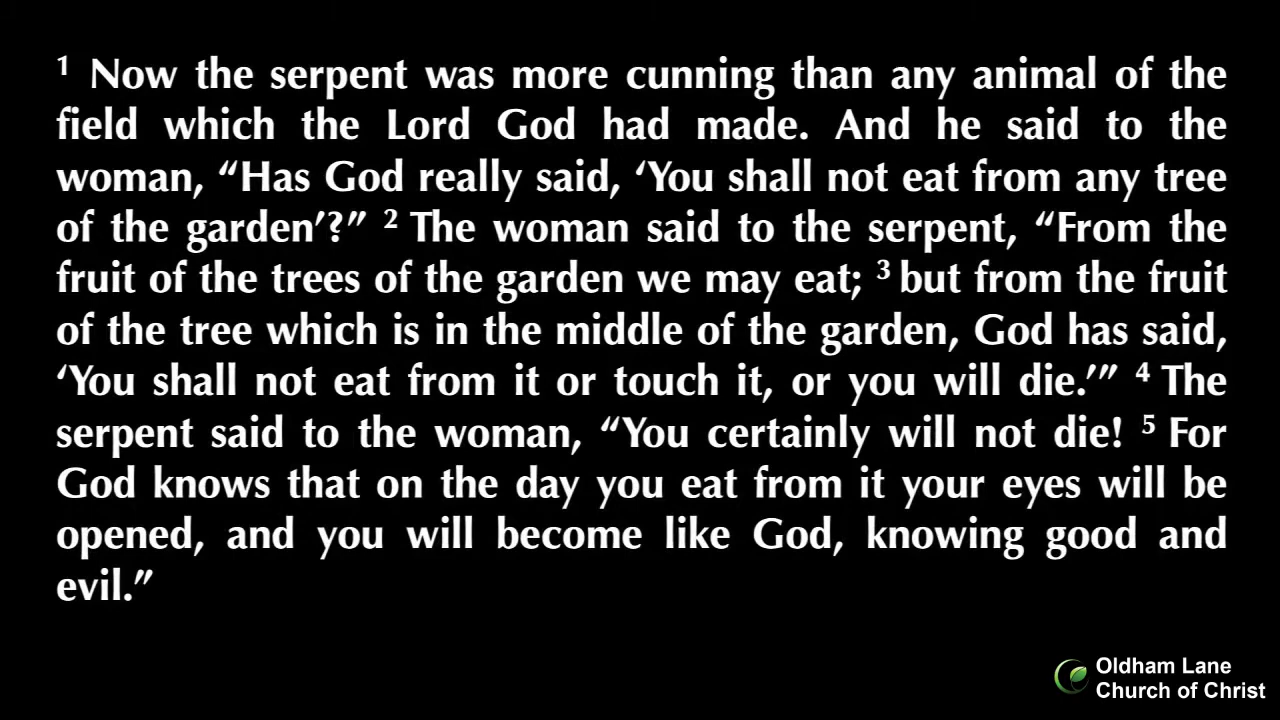 1 Now the serpent was more cunning than any animal of the
field which the Lord God had made. And he said to the
woman, “Has God really said, ‘You shall not eat from any tree
of the garden’?” 2 The woman said to the serpent, “From the
fruit of the trees of the garden we may eat; 3 but from the fruit
of the tree which is in the middle of the garden, God has said,
‘You shall not eat from it or touch it, or you will die.’” 4 The
serpent said to the woman, “You certainly will not die! 5 For
God knows that on the day you eat from it your eyes will be
opened, and you will become like God, knowing good and
evil.”
Oldham Lane
Church of Christ